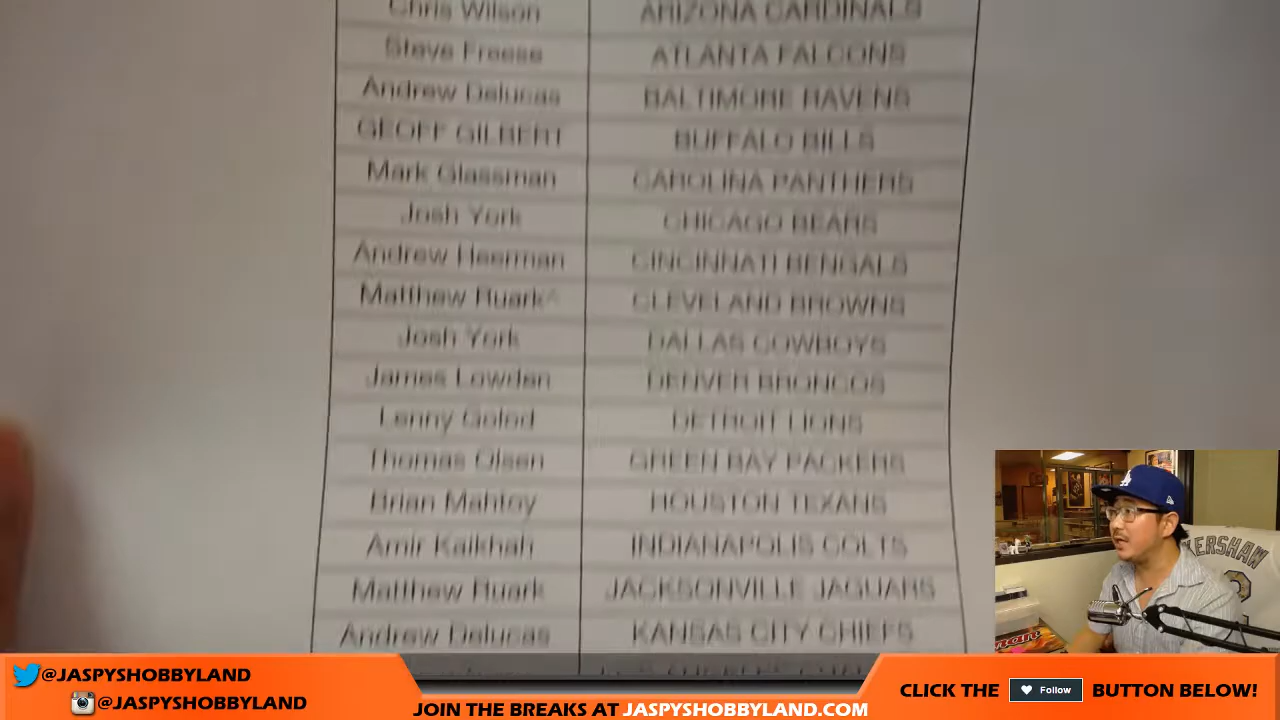 Chris Wilson ARIZONA CARDINALS
Steve Freese ATLANTA FALCONS
Andrew Delucas BALTIMORE RAVENS
GEOFF GILBERT BUFFALO BILLS
Mark Glassman CAROLINA PANTHERS
Josh York CHICAGO BEARS
Andrew Heerman CINCINNATI BENGALS
Matthew Ruark^ CLEVELAND BROWNS
Josh York DALLAS COWBOYS
James Lowden DENVER BRONCOS
Lenny Golod DETROIT LIONS
Thomas Olsen GREEN BAY PACKERS
Brian Mahtoy HOUSTON TEXANS
Amir Kalkhah INDIANAPOLIS COLTS
Matthew Ruark JACKSONVILLE JAGUARS
Andrew Delucas KANSAS CITY CHIEFS
KERSHAW
@JASPYSHOBBYLAND
@JASPYSHOBBYLAND
JOIN THE BREAKS AT JASPYSHOBBYLAND.COM
CLICK THE Follow BUTTON BELOW!